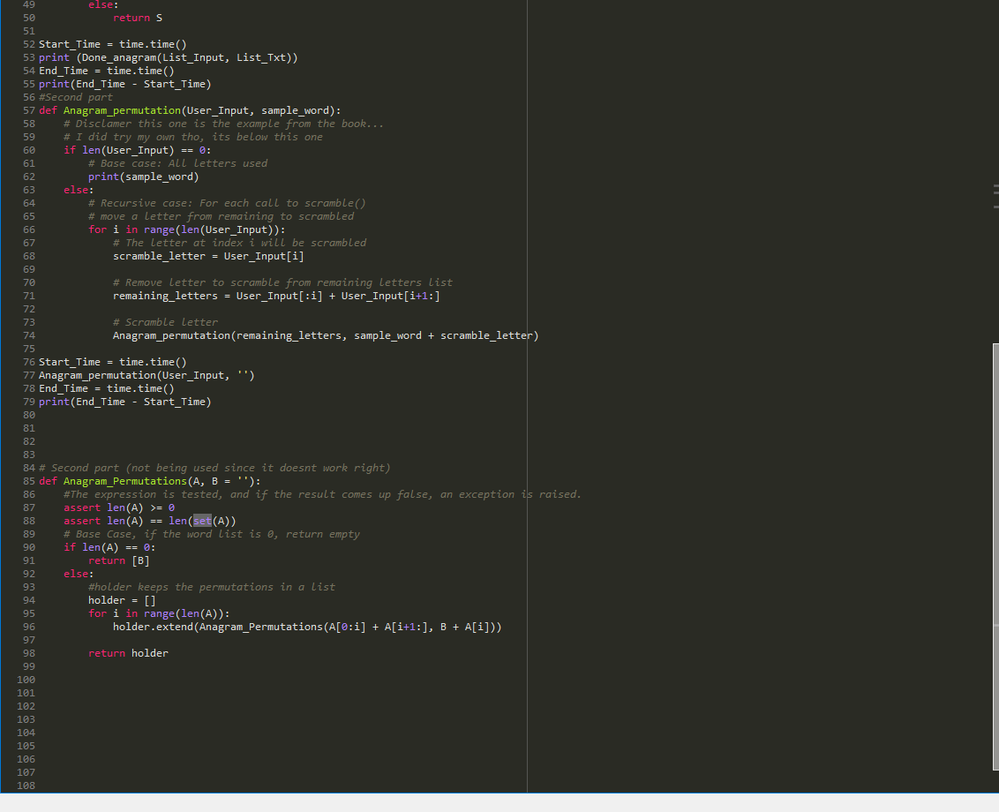 49         else:
50             return S
51
52 Start_Time = time.time()
53 print (Done_anagram(List_Input, List_Txt))
54 End_Time = time.time()
55 print(End_Time - Start_Time)
56 #Second part
57 def Anagram_permutation(User_Input, sample_word):
58     # Disclamer this one is the example from the book...
59     # I did try my own tho, its below this one
60     if len(User_Input) == 0:
61         # Base case: All letters used
62         print(sample_word)
63     else:
64         # Recursive case: For each call to scramble()
65         # move a letter from remaining to scrambled
66         for i in range(len(User_Input)):
67             # The letter at index i will be scrambled
68             scramble_letter = User_Input[i]
69
70             # Remove letter to scramble from remaining letters list
71             remaining_letters = User_Input[:i] + User_Input[i+1:]
72
73             # Scramble letter
74             Anagram_permutation(remaining_letters, sample_word + scramble_letter)
75
76 Start_Time = time.time()
77 Anagram_permutation(User_Input, '')
78 End_Time = time.time()
79 print(End_Time - Start_Time)
80
81
82
83
84 # Second part (not being used since it doesnt work right)
85 def Anagram_Permutations(A, B = ''):
86     #The expression is tested, and if the result comes up false, an exception is raised.
87     assert len(A) >= 0
88     assert len(A) == len(set(A))
89     # Base Case, if the word list is 0, return empty
90     if len(A) == 0:
91         return [B]
92     else:
93         #holder keeps the permutations in a list
94         holder = []
95         for i in range(len(A)):
96             holder.extend(Anagram_Permutations(A[0:i] + A[i+1:], B + A[i]))
97
98         return holder
99
100
101
102
103
104
105
106
107
108